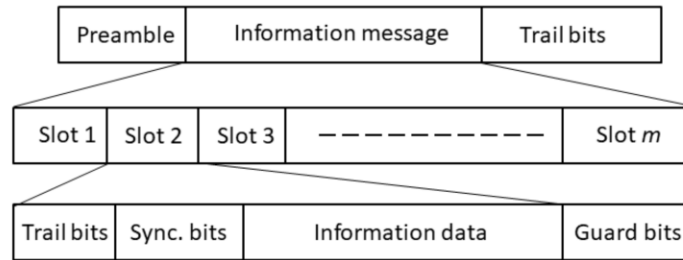 Preamble Information message Trail bits
Slot 1 Slot 2 Slot 3 Slot m
Trail bits Sync. bits Information data Guard bits